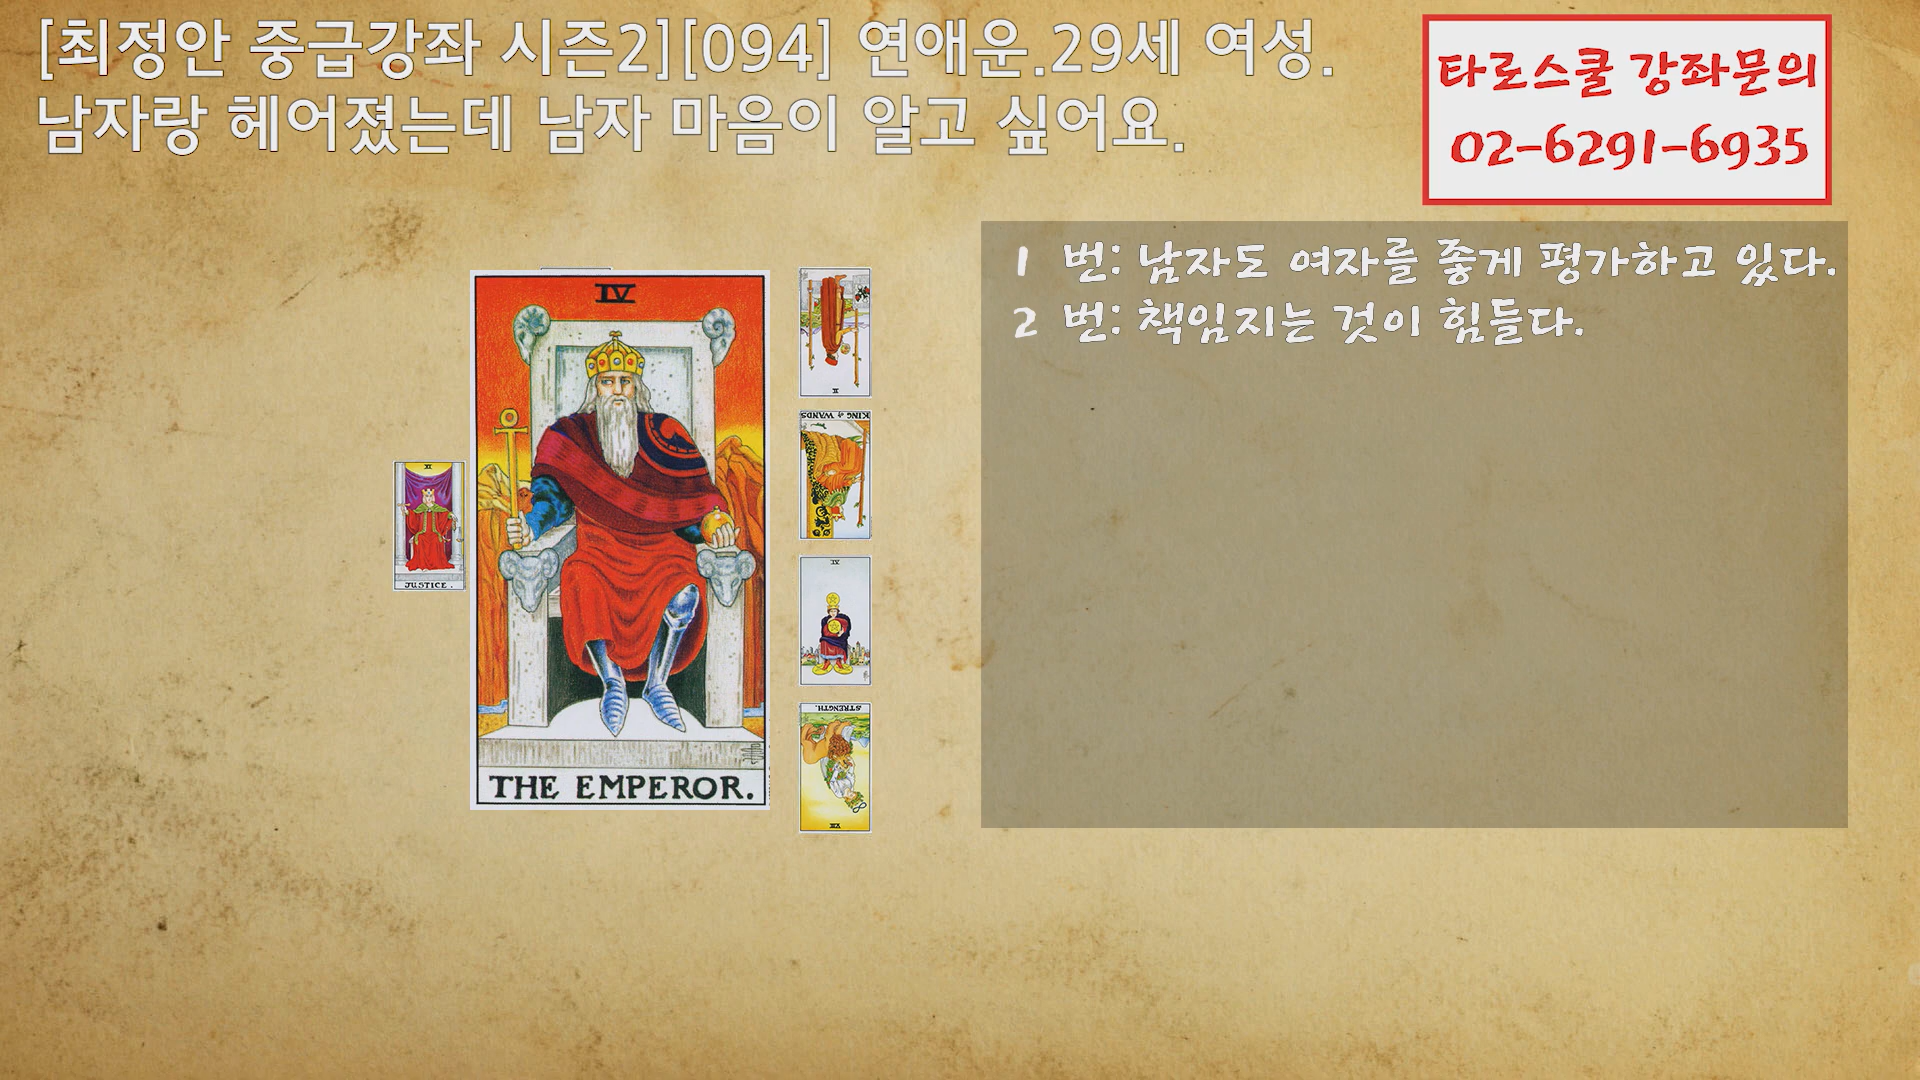 [최정안 중급강좌 시즌2][094] 연애운.29세 여성.
남자랑 헤어졌는데 남자 마음이 알고 싶어요.
타로스쿨 강좌문의
02-6291-6935
1 번: 남자도 여자를 좋게 평가하고 있다.
2 번: 책임지는 것이 힘들다.
IV
THE EMPEROR.
XI
JUSTICE.
II
KING of WANDS
IV
STRENGTH.
VIII